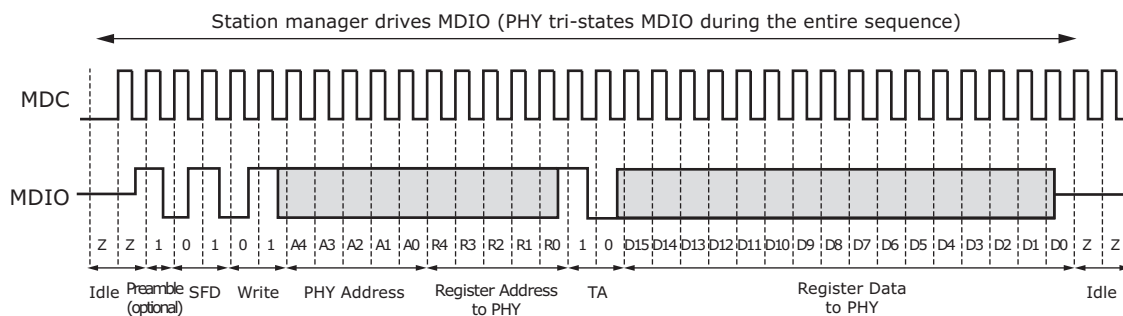 Station manager drives MDIO (PHY tri-states MDIO during the entire sequence)
MDC
MDIO
Z Z 1 0 1 0 1 A4 A3 A2 A1 A0 R4 R3 R2 R1 R0 1 0 D15 D14 D13 D12 D11 D10 D9 D8 D7 D6 D5 D4 D3 D2 D1 D0 Z Z
Idle Preamble (optional) SFD Write PHY Address Register Address to PHY TA Register Data to PHY Idle